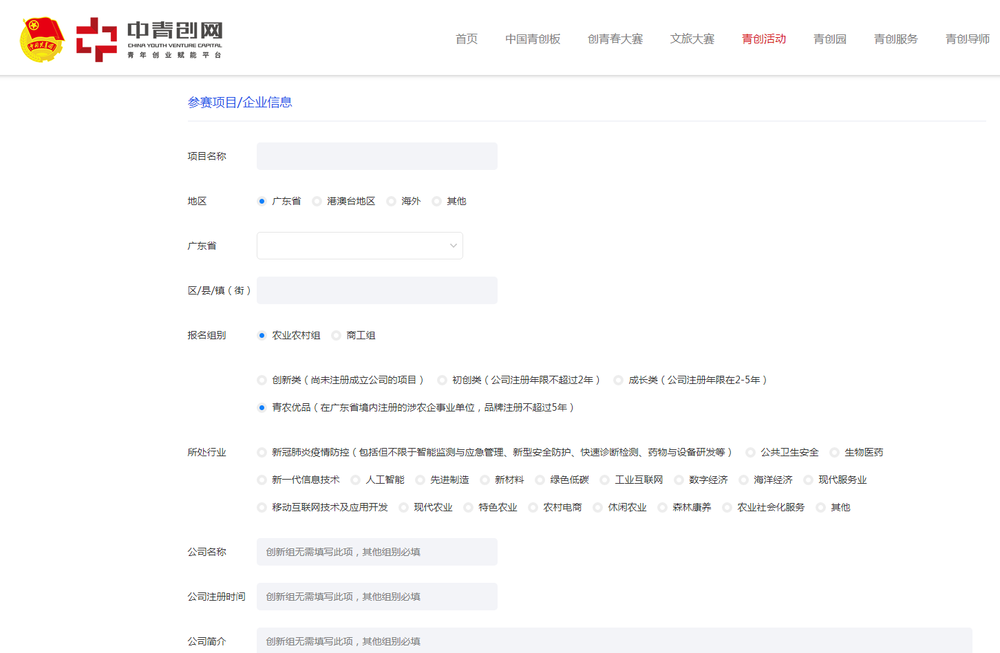 中国共青团
中青创网
CHINA YOUTH VENTURE CAPITAL
青年创业赋能平台
首页 中国青创板 创青春大赛 文旅大赛 青创活动 青创园 青创服务 青创导师
参赛项目/企业信息
项目名称
地区 广东省 港澳台地区 海外 其他
广东省
区/县/镇（街）
报名组别 农业农村组 商工组
创新类（尚未注册成立公司的项目） 初创类（公司注册年限不超过2年） 成长类（公司注册年限在2-5年）
青农优品（在广东省境内注册的涉农企事业单位，品牌注册不超过5年）
所处行业 新冠肺炎疫情防控（包括但不限于智能监测与应急管理、新型安全防护、快速诊断检测、药物与设备研发等） 公共卫生安全 生物医药
新一代信息技术 人工智能 先进制造 新材料 绿色低碳 工业互联网 数字经济 海洋经济 现代服务业
移动互联网技术及应用开发 现代农业 特色农业 农村电商 休闲农业 森林康养 农业社会化服务 其他
公司名称 创新组无需填写此项，其他组别必填
公司注册时间 创新组无需填写此项，其他组别必填
公司简介 创新组无需填写此项，其他组别必填